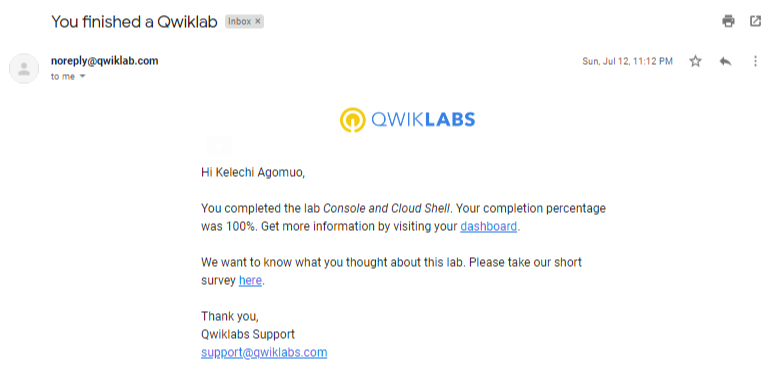 You finished a Qwiklab Inbox ×
noreply@qwiklab.com Sun, Jul 12, 11:12 PM
to me
QWIKLABS
Hi Kelechi Agomuo,
You completed the lab Console and Cloud Shell. Your completion percentage
was 100%. Get more information by visiting your dashboard.
We want to know what you thought about this lab. Please take our short
survey here.
Thank you,
Qwiklabs Support
support@qwiklabs.com